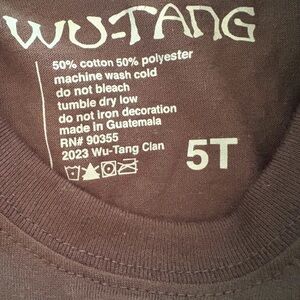 WU-TANG
50% cotton 50% polyester
machine wash cold
do not bleach
tumble dry low
do not iron decoration
made in Guatemala
RN# 90355
2023 Wu-Tang Clan
5T